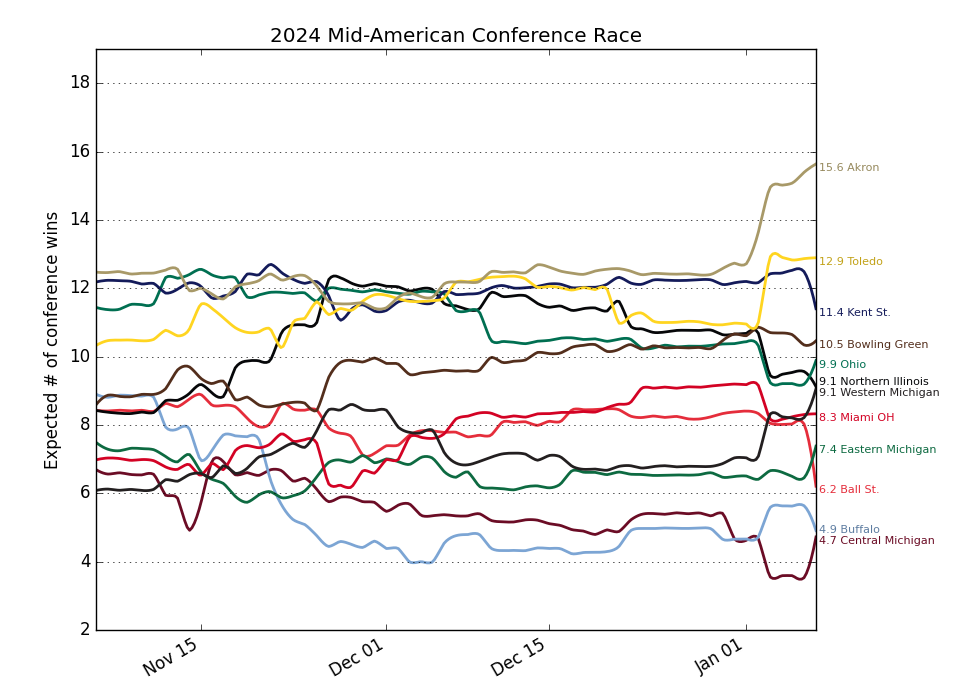 2024 Mid-American Conference Race
Expected # of conference wins
18
16
14
12
10
8
6
4
2
Nov 15
Dec 01
Dec 15
Jan 01
15.6 Akron
12.9 Toledo
11.4 Kent St.
10.5 Bowling Green
9.9 Ohio
9.1 Northern Illinois
9.1 Western Michigan
8.3 Miami OH
7.4 Eastern Michigan
6.2 Ball St.
4.9 Buffalo
4.7 Central Michigan